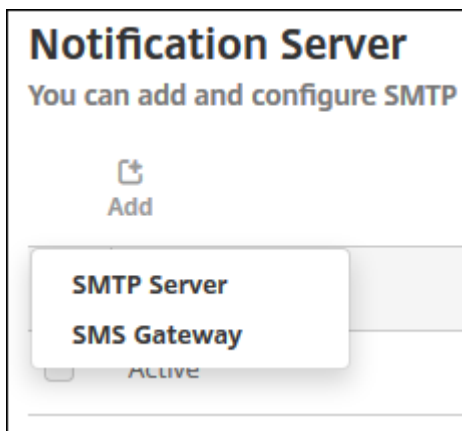 Notification Server
You can add and configure SMTP
Add
SMTP Server
SMS Gateway
Active